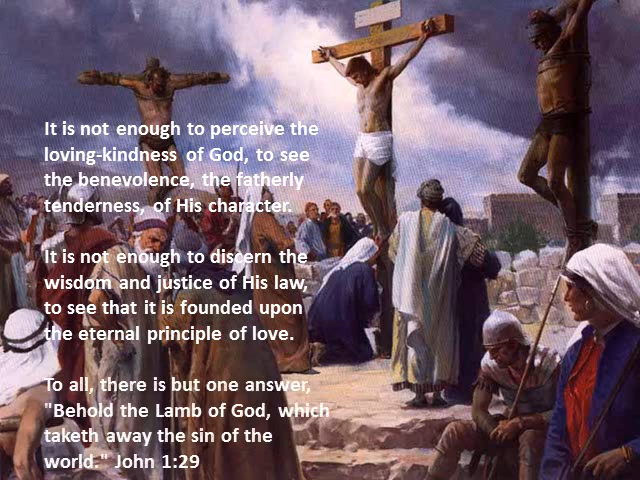 It is not enough to perceive the
loving-kindness of God, to see
the benevolence, the fatherly
tenderness, of His character.
It is not enough to discern the
wisdom and justice of His law,
to see that it is founded upon
the eternal principle of love.
To all, there is but one answer,
"Behold the Lamb of God, which
taketh away the sin of the
world." John 1:29